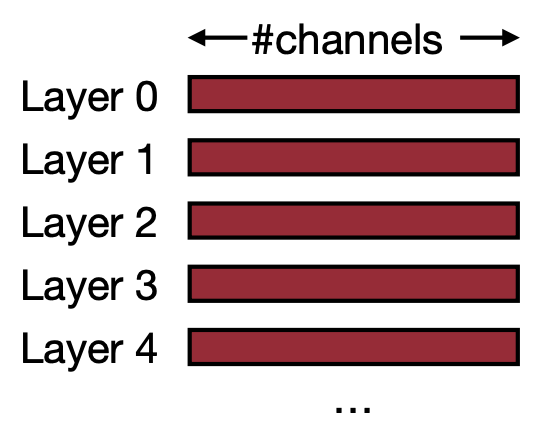 #channels
Layer 0
Layer 1
Layer 2
Layer 3
Layer 4
...